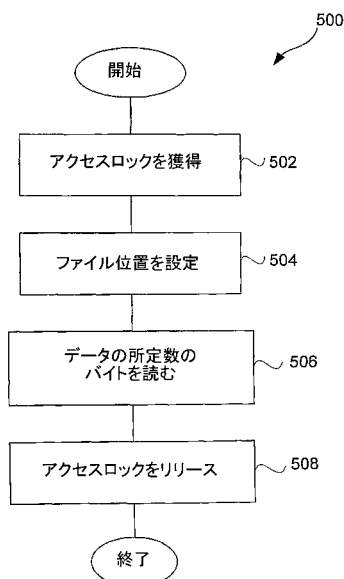 500
開始
アクセスロックを獲得
502
ファイル位置を設定
504
データの所定数の
バイトを読む
506
アクセスロックをリリース
508
終了